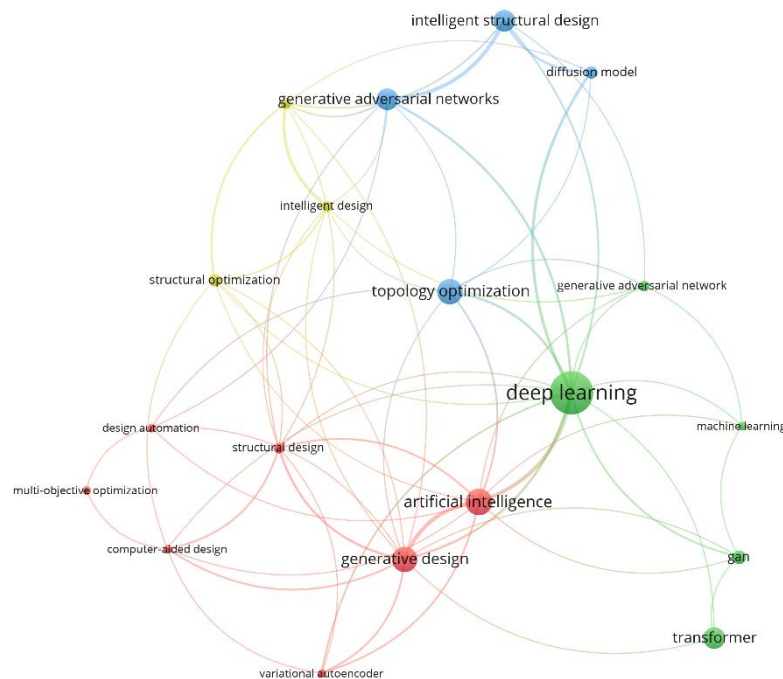 intelligent structural design
diffusion model
generative adversarial networks
intelligent design
structural optimization
topology optimization
generative adversarial network
deep learning
design automation
machine learning
structural design
multi-objective optimization
artificial intelligence
computer-aided design
generative design
gan
transformer
variational autoencoder